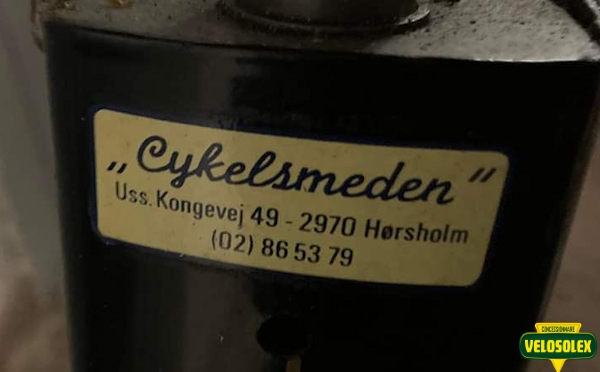 „Cykelsmeden"
Uss. Kongevej 49 - 2970 Hørsholm
(02) 86 53 79
CONCESSIONNAIRE
VELOSOLEX